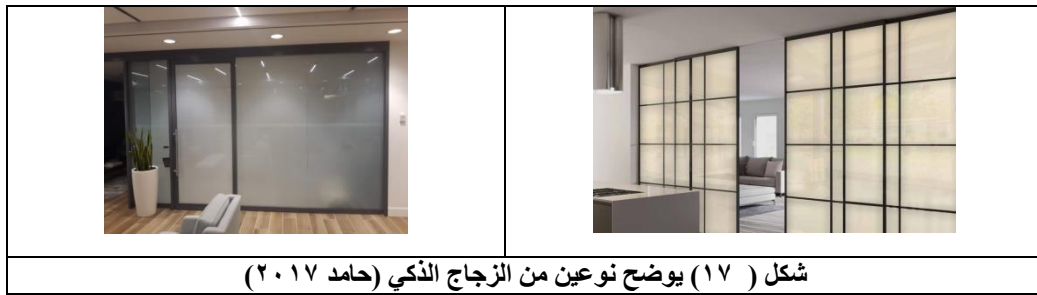 شكل ( ١٧) يوضح نوعين من الزجاج الذكي (حامد ٢٠١٧)